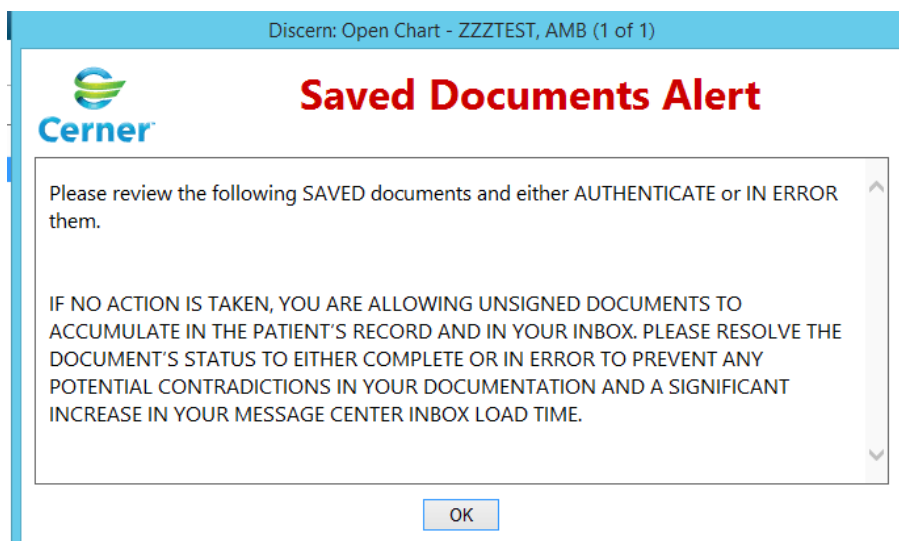 Discern: Open Chart - ZZZTEST, AMB (1 of 1)
Cerner™
Saved Documents Alert
Please review the following SAVED documents and either AUTHENTICATE or IN ERROR
them.
IF NO ACTION IS TAKEN, YOU ARE ALLOWING UNSIGNED DOCUMENTS TO
ACCUMULATE IN THE PATIENT'S RECORD AND IN YOUR INBOX. PLEASE RESOLVE THE
DOCUMENT'S STATUS TO EITHER COMPLETE OR IN ERROR TO PREVENT ANY
POTENTIAL CONTRADICTIONS IN YOUR DOCUMENTATION AND A SIGNIFICANT
INCREASE IN YOUR MESSAGE CENTER INBOX LOAD TIME.
OK